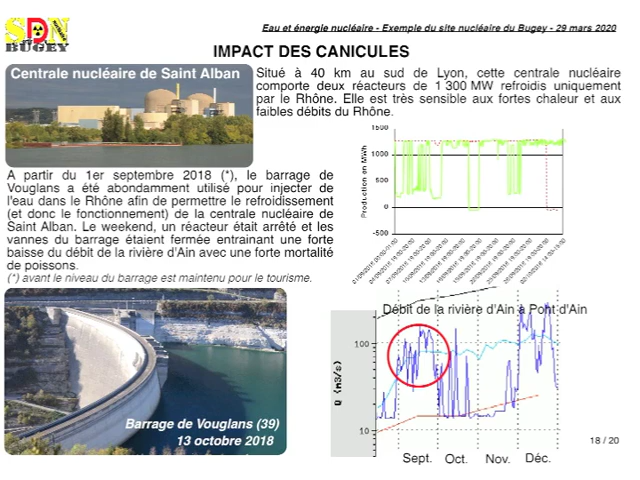 SDN
BUGEY
Eau et énergie nucléaire - Exemple du site nucléaire du Bugey - 29 mars 2020
IMPACT DES CANICULES
Centrale nucléaire de Saint Alban
Situé à 40 km au sud de Lyon, cette centrale nucléaire
comporte deux réacteurs de 1 300 MW refroidis uniquement
par le Rhône. Elle est très sensible aux fortes chaleur et aux
faibles débits du Rhône.
A partir du 1er septembre 2018 (*), le barrage de
Vouglans a été abondamment utilisé pour injecter de
l'eau dans le Rhône afin de permettre le refroidissement
(et donc le fonctionnement) de la centrale nucléaire de
Saint Alban. Le weekend, un réacteur était arrêté et les
vannes du barrage étaient fermée entrainant une forte
baisse du débit de la rivière d'Ain avec une forte mortalité
de poissons.
(*) avant le niveau du barrage est maintenu pour le tourisme.
Production en MWh
1500
1000
500
0
-500
Barrage de Vouglans (39)
13 octobre 2018
Débit de la rivière d'Ain à Pont d'Ain
Q (m3/s)
100
10
Sept. Oct. Nov. Déc.
18 / 20